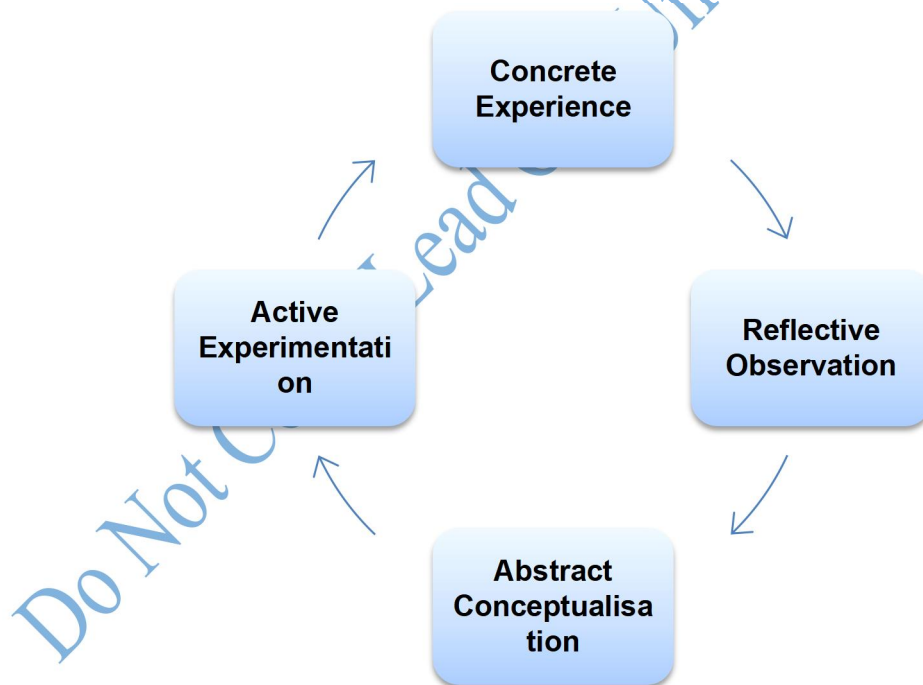 Concrete
Experience
Active
Experimentati
on
Reflective
Observation
Abstract
Conceptualisa
tion
Do Not
Lead